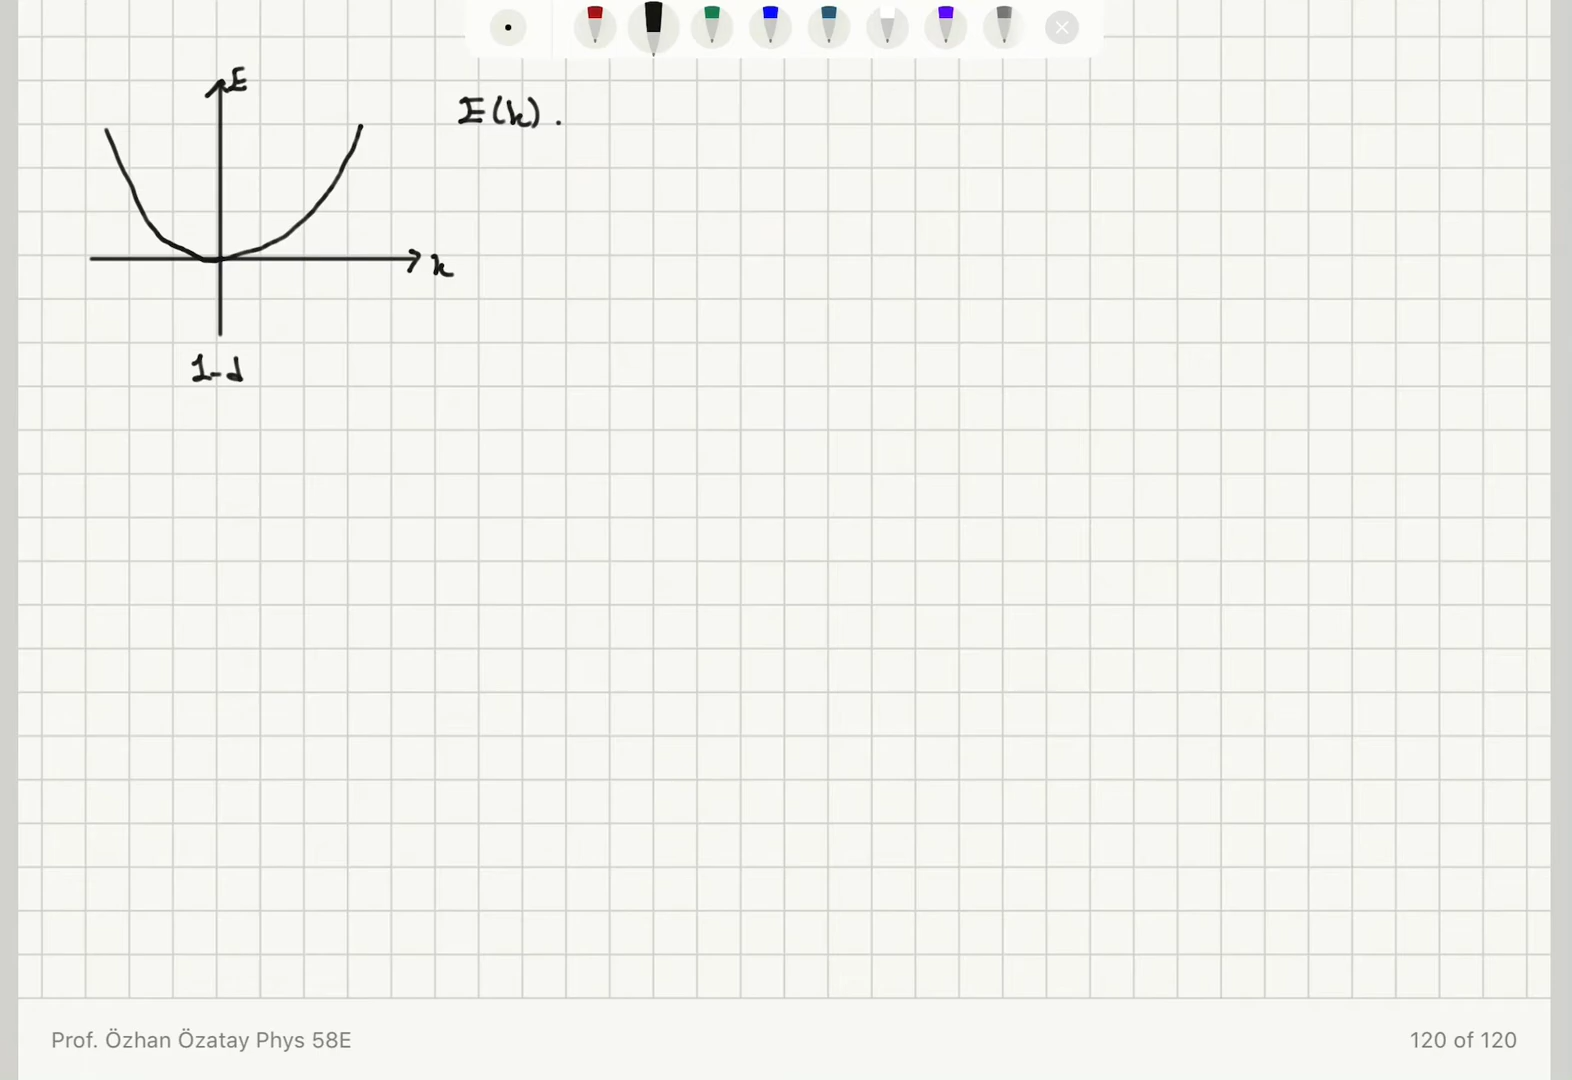 E
E(k).
k
1-d
Prof. Özhan Özatay Phys 58E
120 of 120